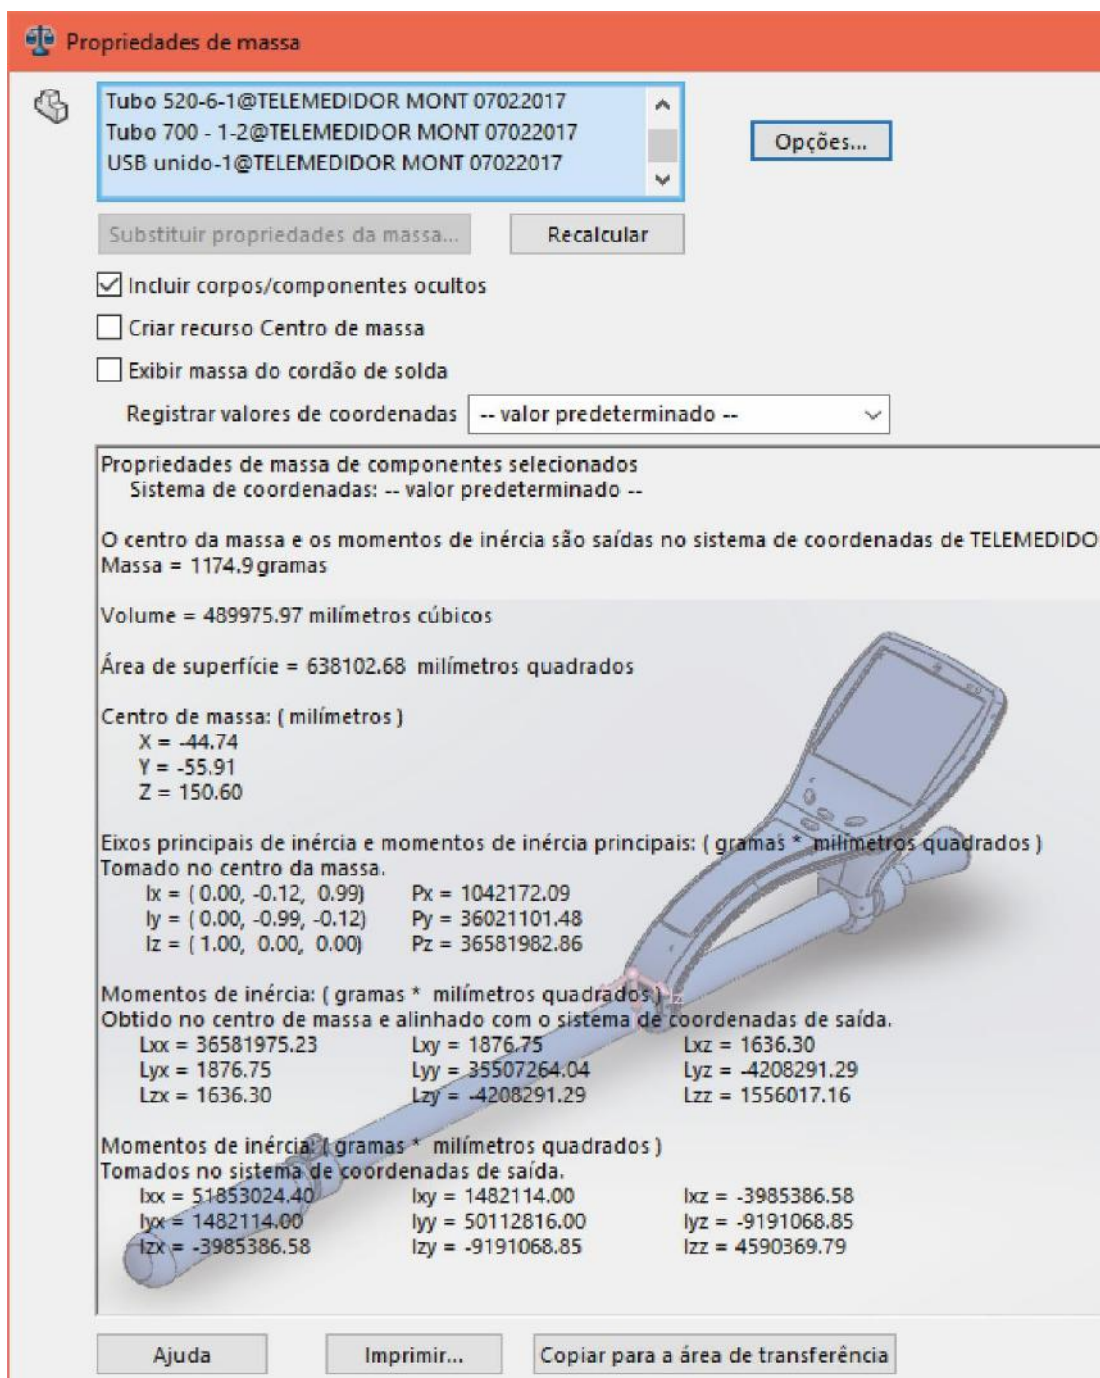 Propriedades de massa
Tubo 520-6-1@TELEMEDIDOR MONT 07022017
Tubo 700 - 1-2@TELEMEDIDOR MONT 07022017
USB unido-1@TELEMEDIDOR MONT 07022017
Opções...
Substituir propriedades da massa... Recalcular
Incluir corpos/componentes ocultos
Criar recurso Centro de massa
Exibir massa do cordão de solda
Registrar valores de coordenadas -- valor predeterminado --
Propriedades de massa de componentes selecionados
Sistema de coordenadas: -- valor predeterminado --
O centro da massa e os momentos de inércia são saídas no sistema de coordenadas de TELEMEDIDO
Massa = 1174.9 gramas
Volume = 489975.97 milímetros cúbicos
Área de superfície = 638102.68 milímetros quadrados
Centro de massa: ( milímetros )
X = -44.74
Y = -55.91
Z = 150.60
Eixos principais de inércia e momentos de inércia principais: ( gramas * milímetros quadrados )
Tomado no centro da massa.
Ix = ( 0.00, -0.12, 0.99) Px = 1042172.09
Iy = ( 0.00, -0.99, -0.12) Py = 36021101.48
Iz = ( 1.00, 0.00, 0.00) Pz = 36581982.86
Momentos de inércia: ( gramas * milímetros quadrados )
Obtido no centro de massa e alinhado com o sistema de coordenadas de saída.
Lxx = 36581975.23 Lxy = 1876.75 Lxz = 1636.30
Lyx = 1876.75 Lyy = 35507264.04 Lyz = -4208291.29
Lzx = 1636.30 Lzy = -4208291.29 Lzz = 1556017.16
Momentos de inércia: ( gramas * milímetros quadrados )
Tomados no sistema de coordenadas de saída.
Ixx = 51853024.40 Ixy = 1482114.00 Ixz = -3985386.58
Iyx = 1482114.00 Iyy = 50112816.00 Iyz = -9191068.85
Izx = -3985386.58 Izy = -9191068.85 Izz = 4590369.79
Ajuda Imprimir... Copiar para a área de transferência